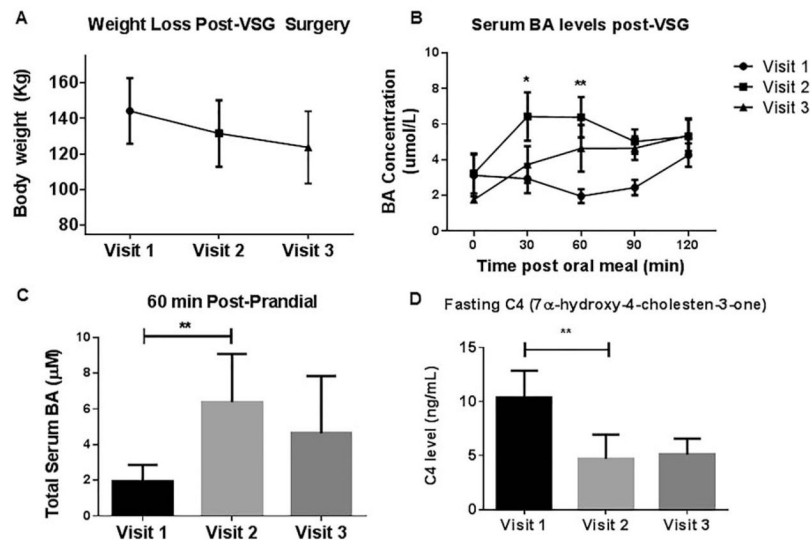 A
Weight Loss Post-VSG Surgery
Body weight (Kg)
160
140
120
100
80
Visit 1 Visit 2 Visit 3
B
Serum BA levels post-VSG
BA Concentration
(umol/L)
10
8
6
4
2
0
* **
0 30 60 90 120
Time post oral meal (min)
Visit 1
Visit 2
Visit 3
C
60 min Post-Prandial
**
Total Serum BA (μM)
10
8
6
4
2
0
Visit 1 Visit 2 Visit 3
D
Fasting C4 (7α-hydroxy-4-cholesten-3-one)
**
C4 level (ng/mL)
15
10
5
0
Visit 1 Visit 2 Visit 3